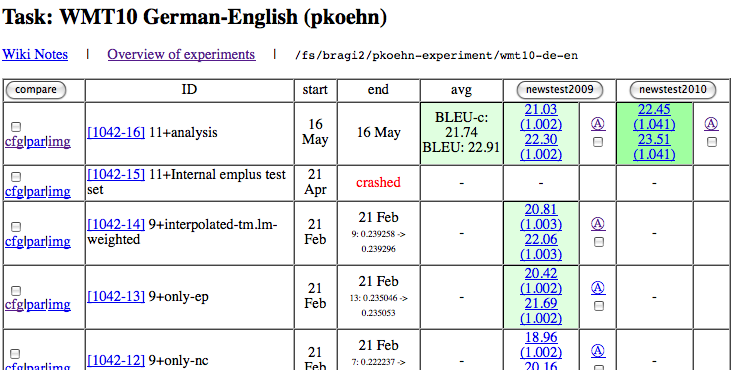 Task: WMT10 German-English (pkoehn)
Wiki Notes | Overview of experiments | /fs/bragi2/pkoehn-experiment/wmt10-de-en
compare ID start end avg newstest2009 newstest2010
cfg|par|img [1042-16] 11+analysis 16 May 16 May BLEU-c: 21.74 BLEU: 22.91 21.03 (1.002) 22.30 (1.002) Ⓐ 22.45 (1.041) 23.51 (1.041) Ⓐ
cfg|par|img [1042-15] 11+Internal emplus test set 21 Apr crashed - - - -
cfg|par|img [1042-14] 9+interpolated-tm.lm-weighted 21 Feb 21 Feb 9: 0.239258 -> 0.239296 - 20.81 (1.003) 22.06 (1.003) Ⓐ -
cfg|par|img [1042-13] 9+only-ep 21 Feb 21 Feb 13: 0.235046 -> 0.235053 - 20.42 (1.002) 21.69 (1.002) Ⓐ -
cfg|par|img [1042-12] 9+only-nc 21 Feb 21 Feb 7: 0.222237 -> - 18.96 (1.002) 20.16 Ⓐ -